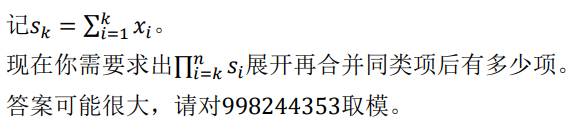 记$s_k = \sum_{i=1}^{k} x_i$。
现在你需要求出$\prod_{i=k}^{n} s_i$展开再合并同类项后有多少项。
答案可能很大，请对998244353取模。